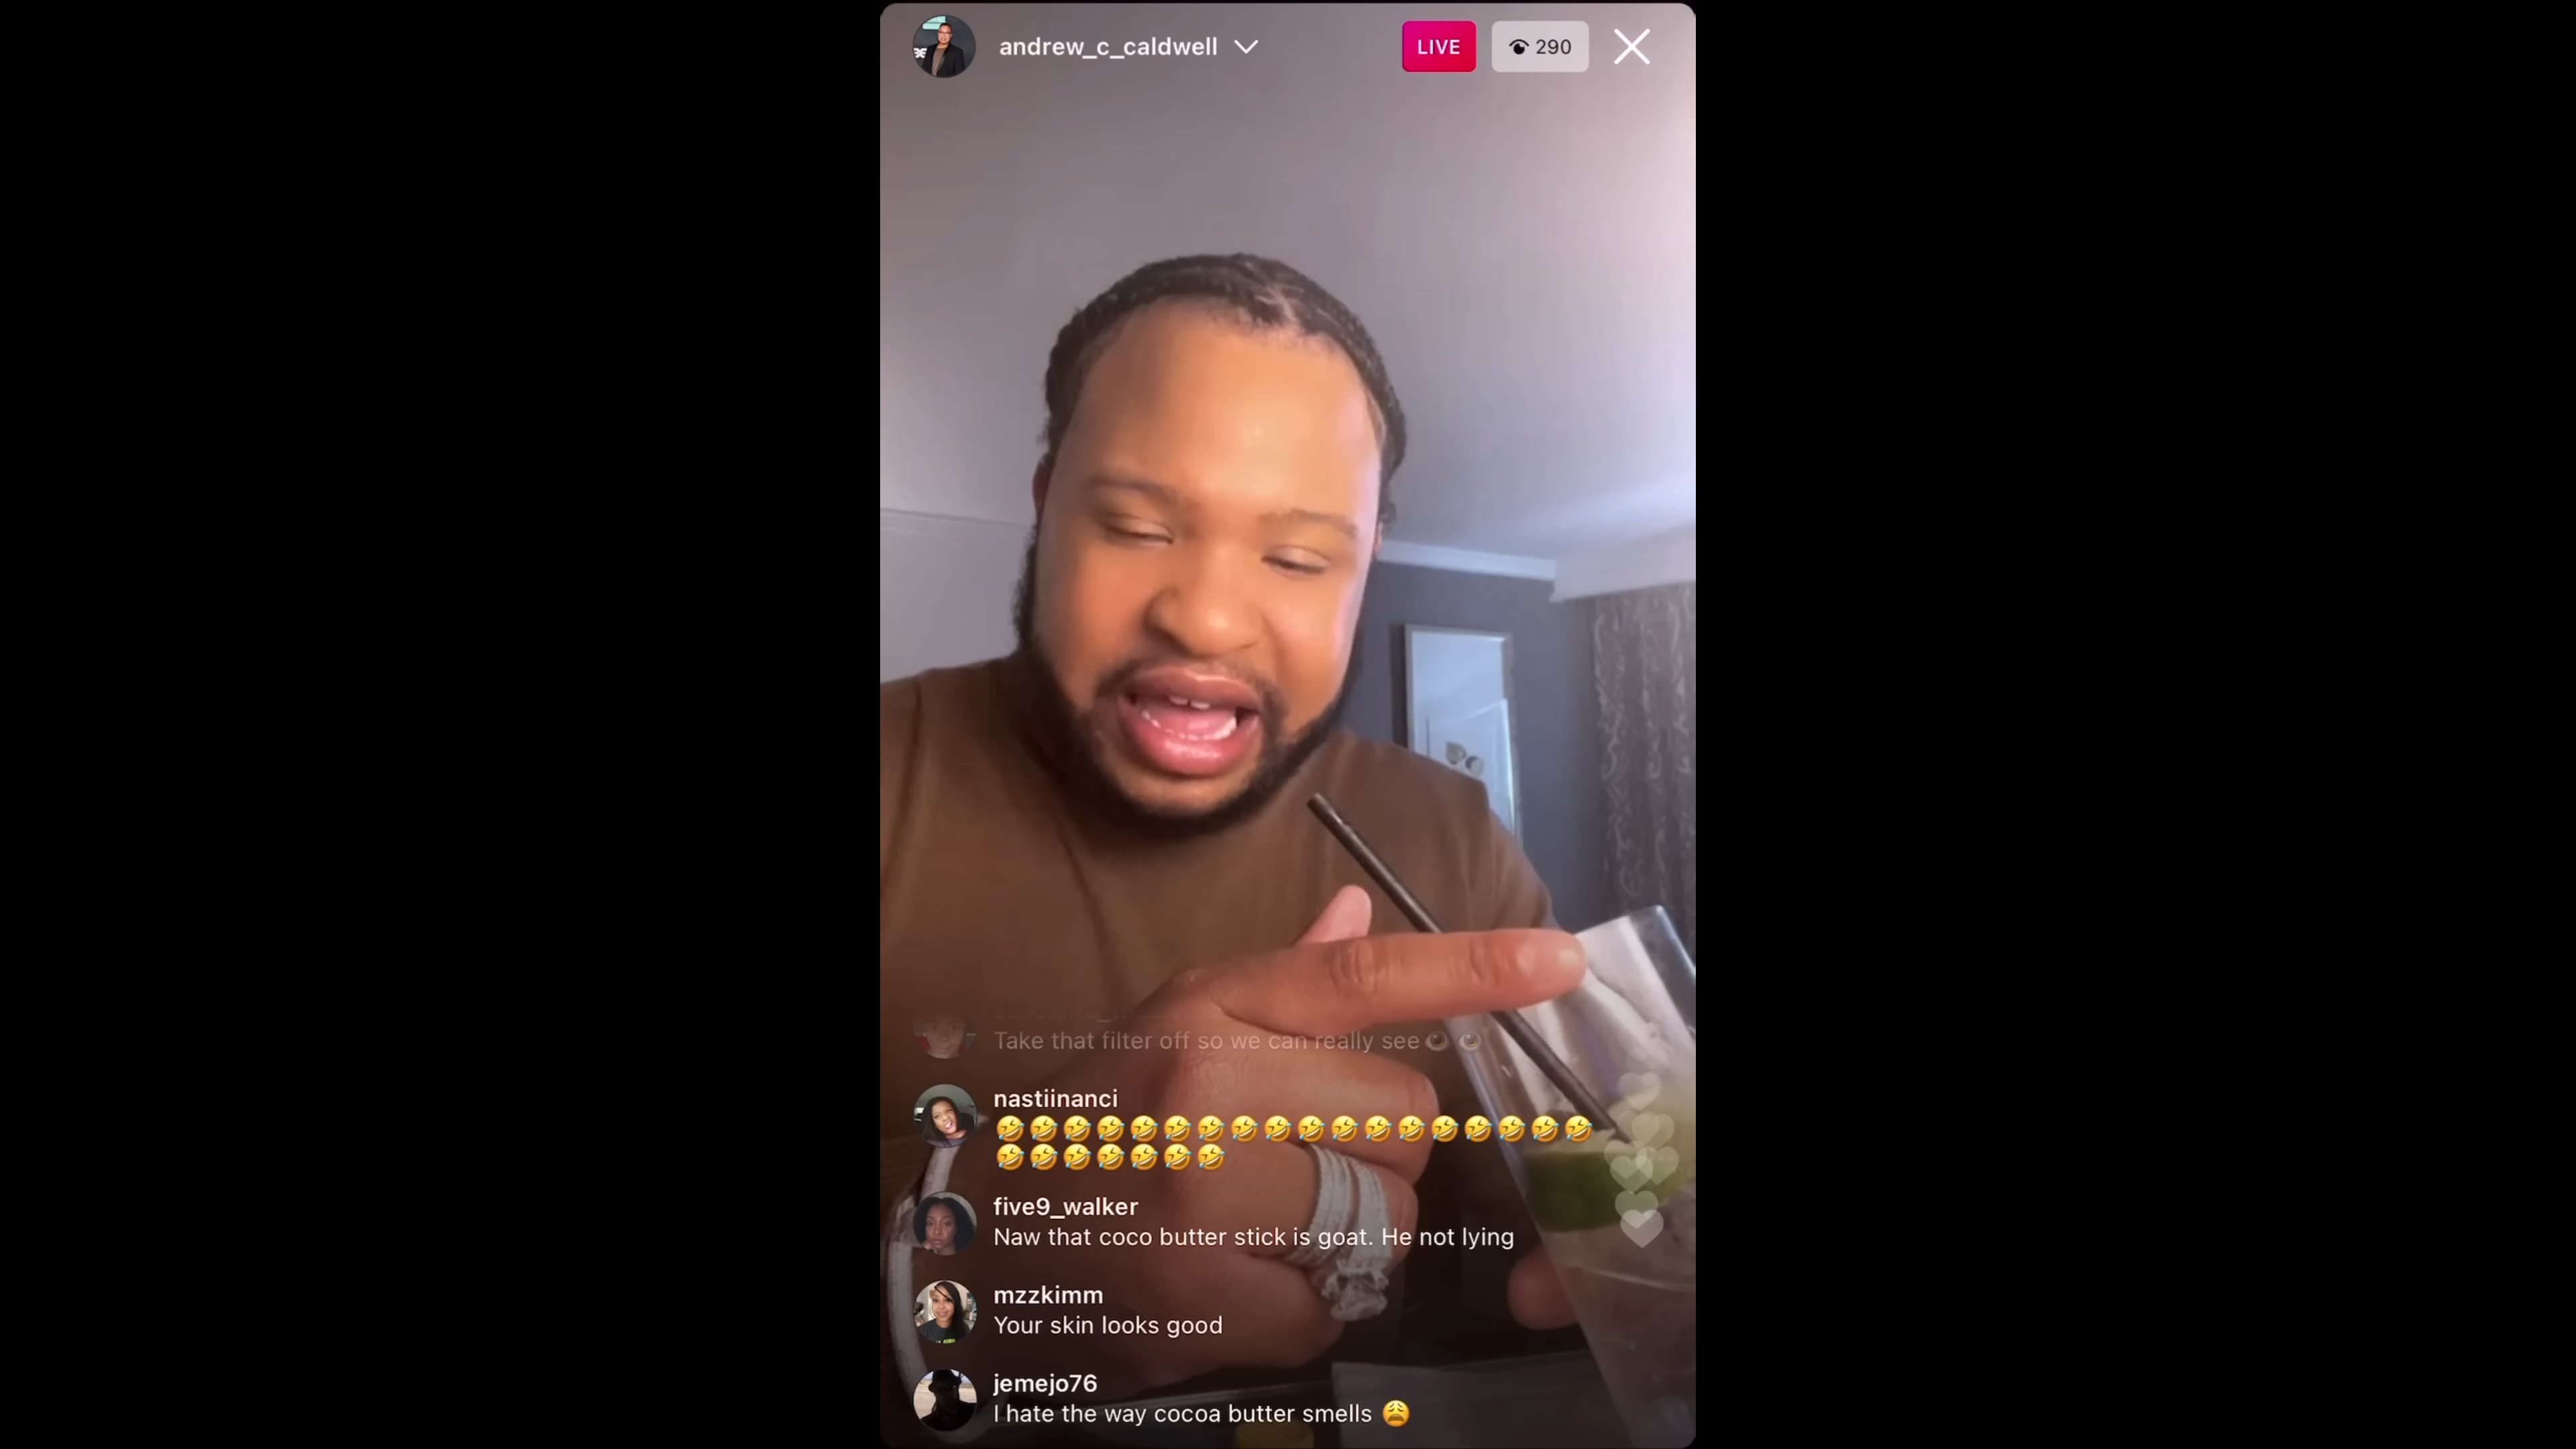 andrew_c_caldwell
LIVE
290
Take that filter off so we can really see👁️👁️
nastiinanci
🤣🤣🤣🤣🤣🤣🤣🤣🤣🤣🤣🤣🤣🤣🤣🤣🤣🤣
🤣🤣🤣🤣🤣🤣🤣
five9_walker
Naw that coco butter stick is goat. He not lying
mzzkimm
Your skin looks good
jemejo76
I hate the way cocoa butter smells 😩